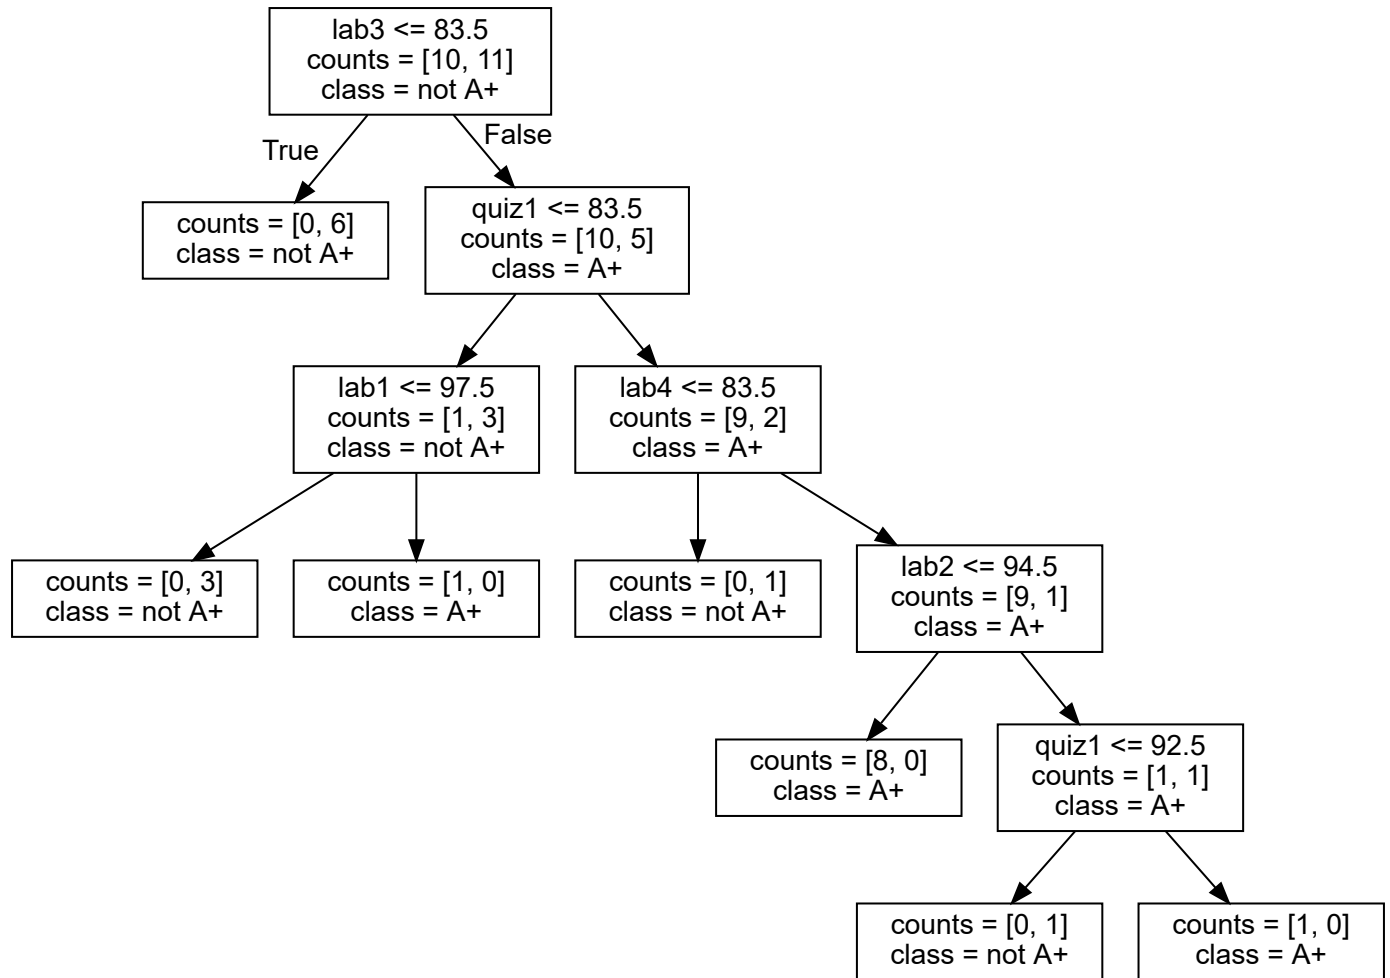 lab3 <= 83.5
counts = [10, 11]
class = not A+
True
False
counts = [0, 6]
class = not A+
quiz1 <= 83.5
counts = [10, 5]
class = A+
lab1 <= 97.5
counts = [1, 3]
class = not A+
lab4 <= 83.5
counts = [9, 2]
class = A+
counts = [0, 3]
class = not A+
counts = [1, 0]
class = A+
counts = [0, 1]
class = not A+
lab2 <= 94.5
counts = [9, 1]
class = A+
counts = [8, 0]
class = A+
quiz1 <= 92.5
counts = [1, 1]
class = A+
counts = [0, 1]
class = not A+
counts = [1, 0]
class = A+